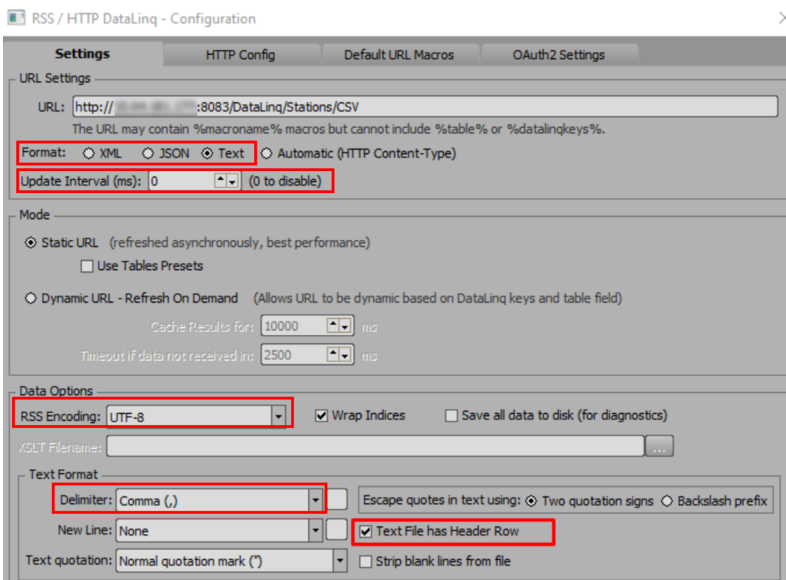 RSS / HTTP DataLinq - Configuration
Settings HTTP Config Default URL Macros OAuth2 Settings
URL Settings
URL: http:// :8083/DataLinq/Stations/CSV
The URL may contain %macroname% macros but cannot include %table% or %datalinqkeys%.
Format: XML JSON Text Automatic (HTTP Content-Type)
Update Interval (ms): 0 (0 to disable)
Mode
Static URL (refreshed asynchronously, best performance)
Use Tables Presets
Dynamic URL - Refresh On Demand (Allows URL to be dynamic based on DataLinq keys and table field)
Cache Results for: 10000 ms
Timeout if data not received in: 2500 ms
Data Options
RSS Encoding: UTF-8 Wrap Indices Save all data to disk (for diagnostics)
XSLT Filename: ...
Text Format
Delimiter: Comma (,) Escape quotes in text using: Two quotation signs Backslash prefix
New Line: None Text File has Header Row
Text quotation: Normal quotation mark (") Strip blank lines from file